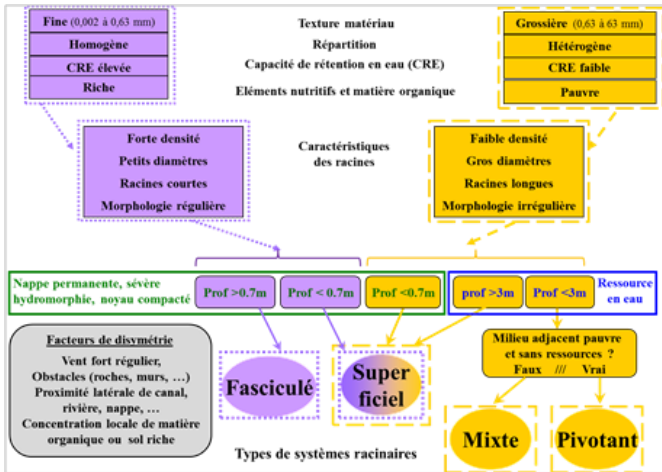 Fine (0,002 à 0,63 mm)
Texture matériau
Grossière (0,63 à 63 mm)
Homogène
Répartition
Hétérogène
CRE élevée
Capacité de rétention en eau (CRE)
CRE faible
Riche
Eléments nutritifs et matière organique
Pauvre
Forte densité
Petits diamètres
Racines courtes
Morphologie régulière
Caractéristiques
des racines
Faible densité
Gros diamètres
Racines longues
Morphologie irrégulière
Nappe permanente, sévère
hydromorphie, noyau compacté
Prof >0.7m
Prof < 0.7m
Prof <0.7m
prof >3m
Prof <3m
Ressource
en eau
Facteurs de disymétrie
Vent fort régulier,
Obstacles (roches, murs, …)
Proximité latérale de canal,
rivière, nappe, …
Concentration locale de matière
organique ou sol riche
Milieu adjacent pauvre
et sans ressources ?
Faux /// Vrai
Fasciculé
Super
ficiel
Mixte
Pivotant
Types de systèmes racinaires